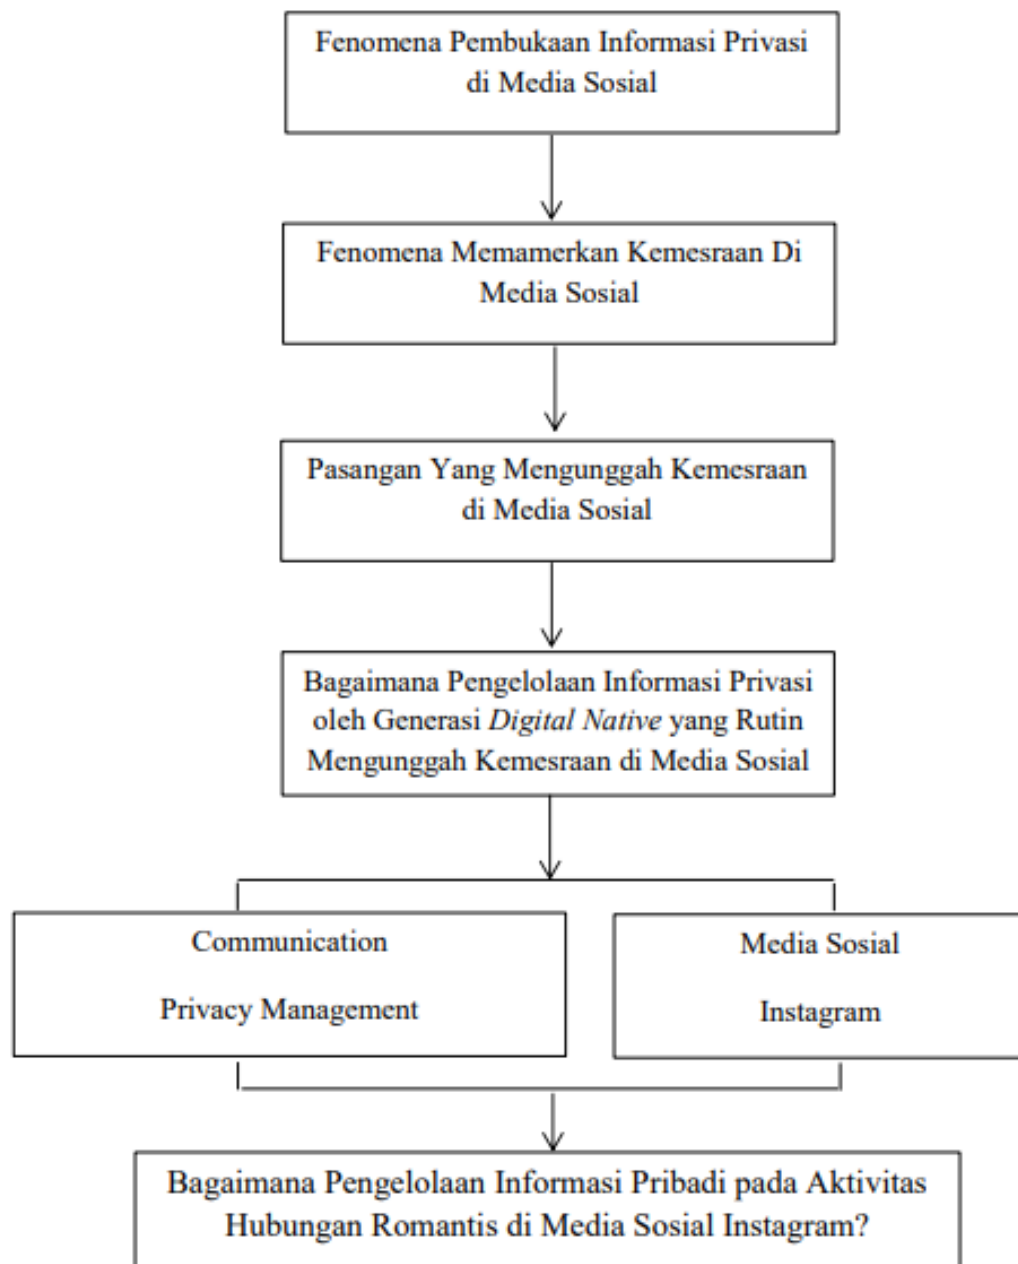 Fenomena Pembukaan Informasi Privasi
di Media Sosial
Fenomena Memamerkan Kemesraan Di
Media Sosial
Pasangan Yang Mengunggah Kemesraan
di Media Sosial
Bagaimana Pengelolaan Informasi Privasi
oleh Generasi Digital Native yang Rutin
Mengunggah Kemesraan di Media Sosial
Communication
Privacy Management
Media Sosial
Instagram
Bagaimana Pengelolaan Informasi Pribadi pada Aktivitas
Hubungan Romantis di Media Sosial Instagram?